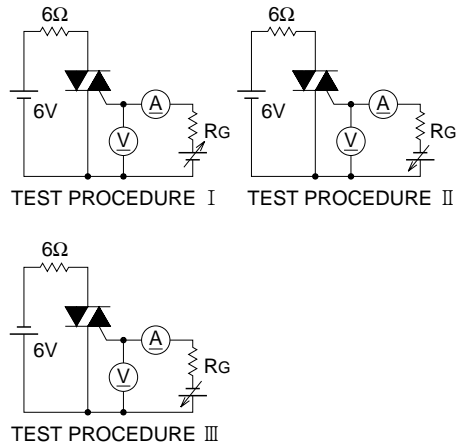 6Ω
6V
A
V
RG
TEST PROCEDURE Ⅰ
6Ω
6V
A
V
RG
TEST PROCEDURE Ⅱ
6Ω
6V
A
V
RG
TEST PROCEDURE Ⅲ